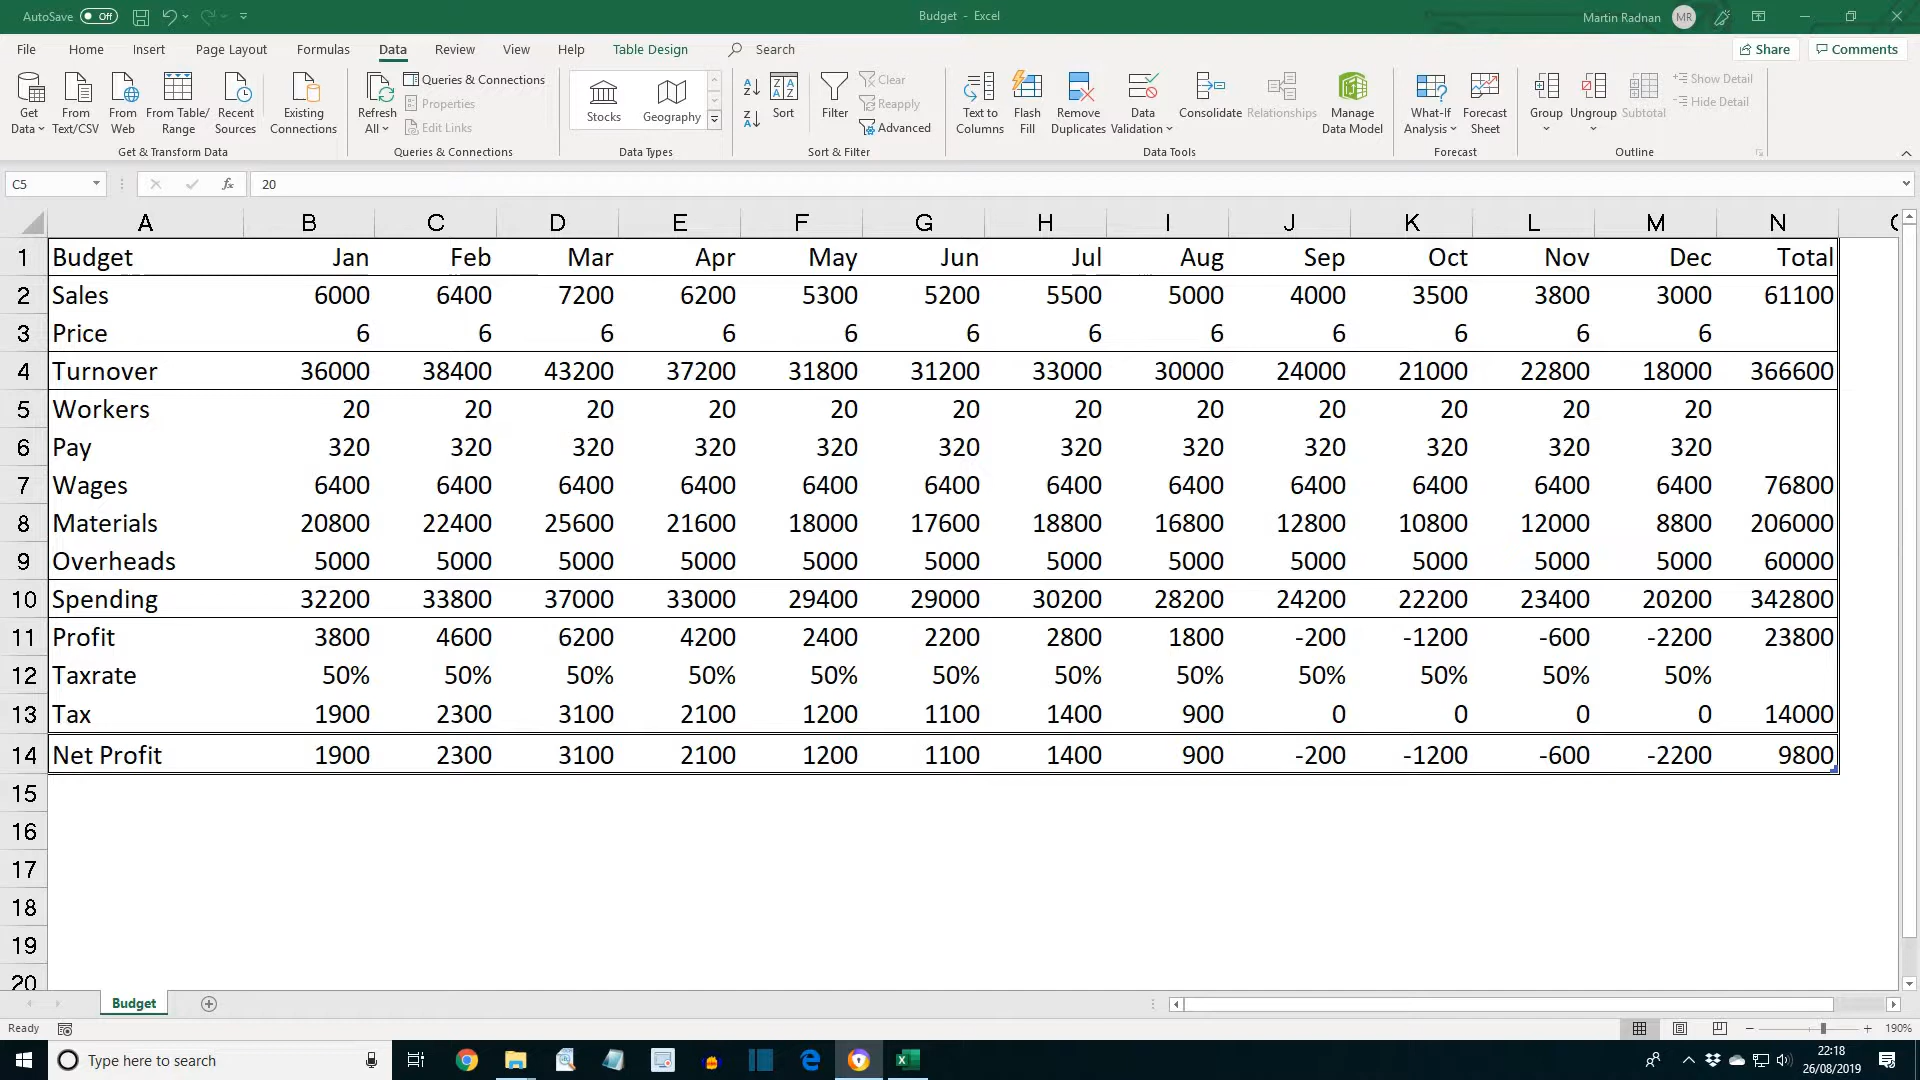 AutoSave Off
Budget - Excel
Martin Radnan MR
File Home Insert Page Layout Formulas Data Review View Help Table Design Search Share Comments
Get Data From Text/CSV From Web From Table/ Range Recent Sources Existing Connections
Get & Transform Data
Refresh All Queries & Connections Properties Edit Links
Queries & Connections
Stocks Geography
Data Types
Sort Filter Clear Reapply Advanced
Sort & Filter
Text to Columns Flash Fill Remove Duplicates Data Validation Consolidate Relationships Manage Data Model
Data Tools
What-If Analysis Forecast Sheet
Forecast
Group Ungroup Subtotal Show Detail Hide Detail
Outline
C5 fx 20
A B C D E F G H I J K L M N
1 Budget Jan Feb Mar Apr May Jun Jul Aug Sep Oct Nov Dec Total
2 Sales 6000 6400 7200 6200 5300 5200 5500 5000 4000 3500 3800 3000 61100
3 Price 6 6 6 6 6 6 6 6 6 6 6 6
4 Turnover 36000 38400 43200 37200 31800 31200 33000 30000 24000 21000 22800 18000 366600
5 Workers 20 20 20 20 20 20 20 20 20 20 20 20
6 Pay 320 320 320 320 320 320 320 320 320 320 320 320
7 Wages 6400 6400 6400 6400 6400 6400 6400 6400 6400 6400 6400 6400 76800
8 Materials 20800 22400 25600 21600 18000 17600 18800 16800 12800 10800 12000 8800 206000
9 Overheads 5000 5000 5000 5000 5000 5000 5000 5000 5000 5000 5000 5000 60000
10 Spending 32200 33800 37000 33000 29400 29000 30200 28200 24200 22200 23400 20200 342800
11 Profit 3800 4600 6200 4200 2400 2200 2800 1800 -200 -1200 -600 -2200 23800
12 Taxrate 50% 50% 50% 50% 50% 50% 50% 50% 50% 50% 50% 50%
13 Tax 1900 2300 3100 2100 1200 1100 1400 900 0 0 0 0 14000
14 Net Profit 1900 2300 3100 2100 1200 1100 1400 900 -200 -1200 -600 -2200 9800
15
16
17
18
19
20
Budget
Ready 190%
Type here to search
22:18
26/08/2019